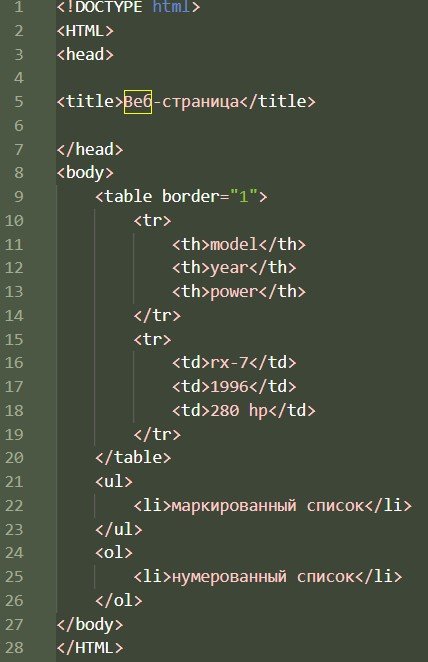 1 <!DOCTYPE html>
2 <HTML>
3 <head>
4
5 <title>Веб-страница</title>
6
7 </head>
8 <body>
9 <table border="1">
10 <tr>
11 <th>model</th>
12 <th>year</th>
13 <th>power</th>
14 </tr>
15 <tr>
16 <td>rx-7</td>
17 <td>1996</td>
18 <td>280 hp</td>
19 </tr>
20 </table>
21 <ul>
22 <li>маркированный список</li>
23 </ul>
24 <ol>
25 <li>нумерованный список</li>
26 </ol>
27 </body>
28 </HTML>